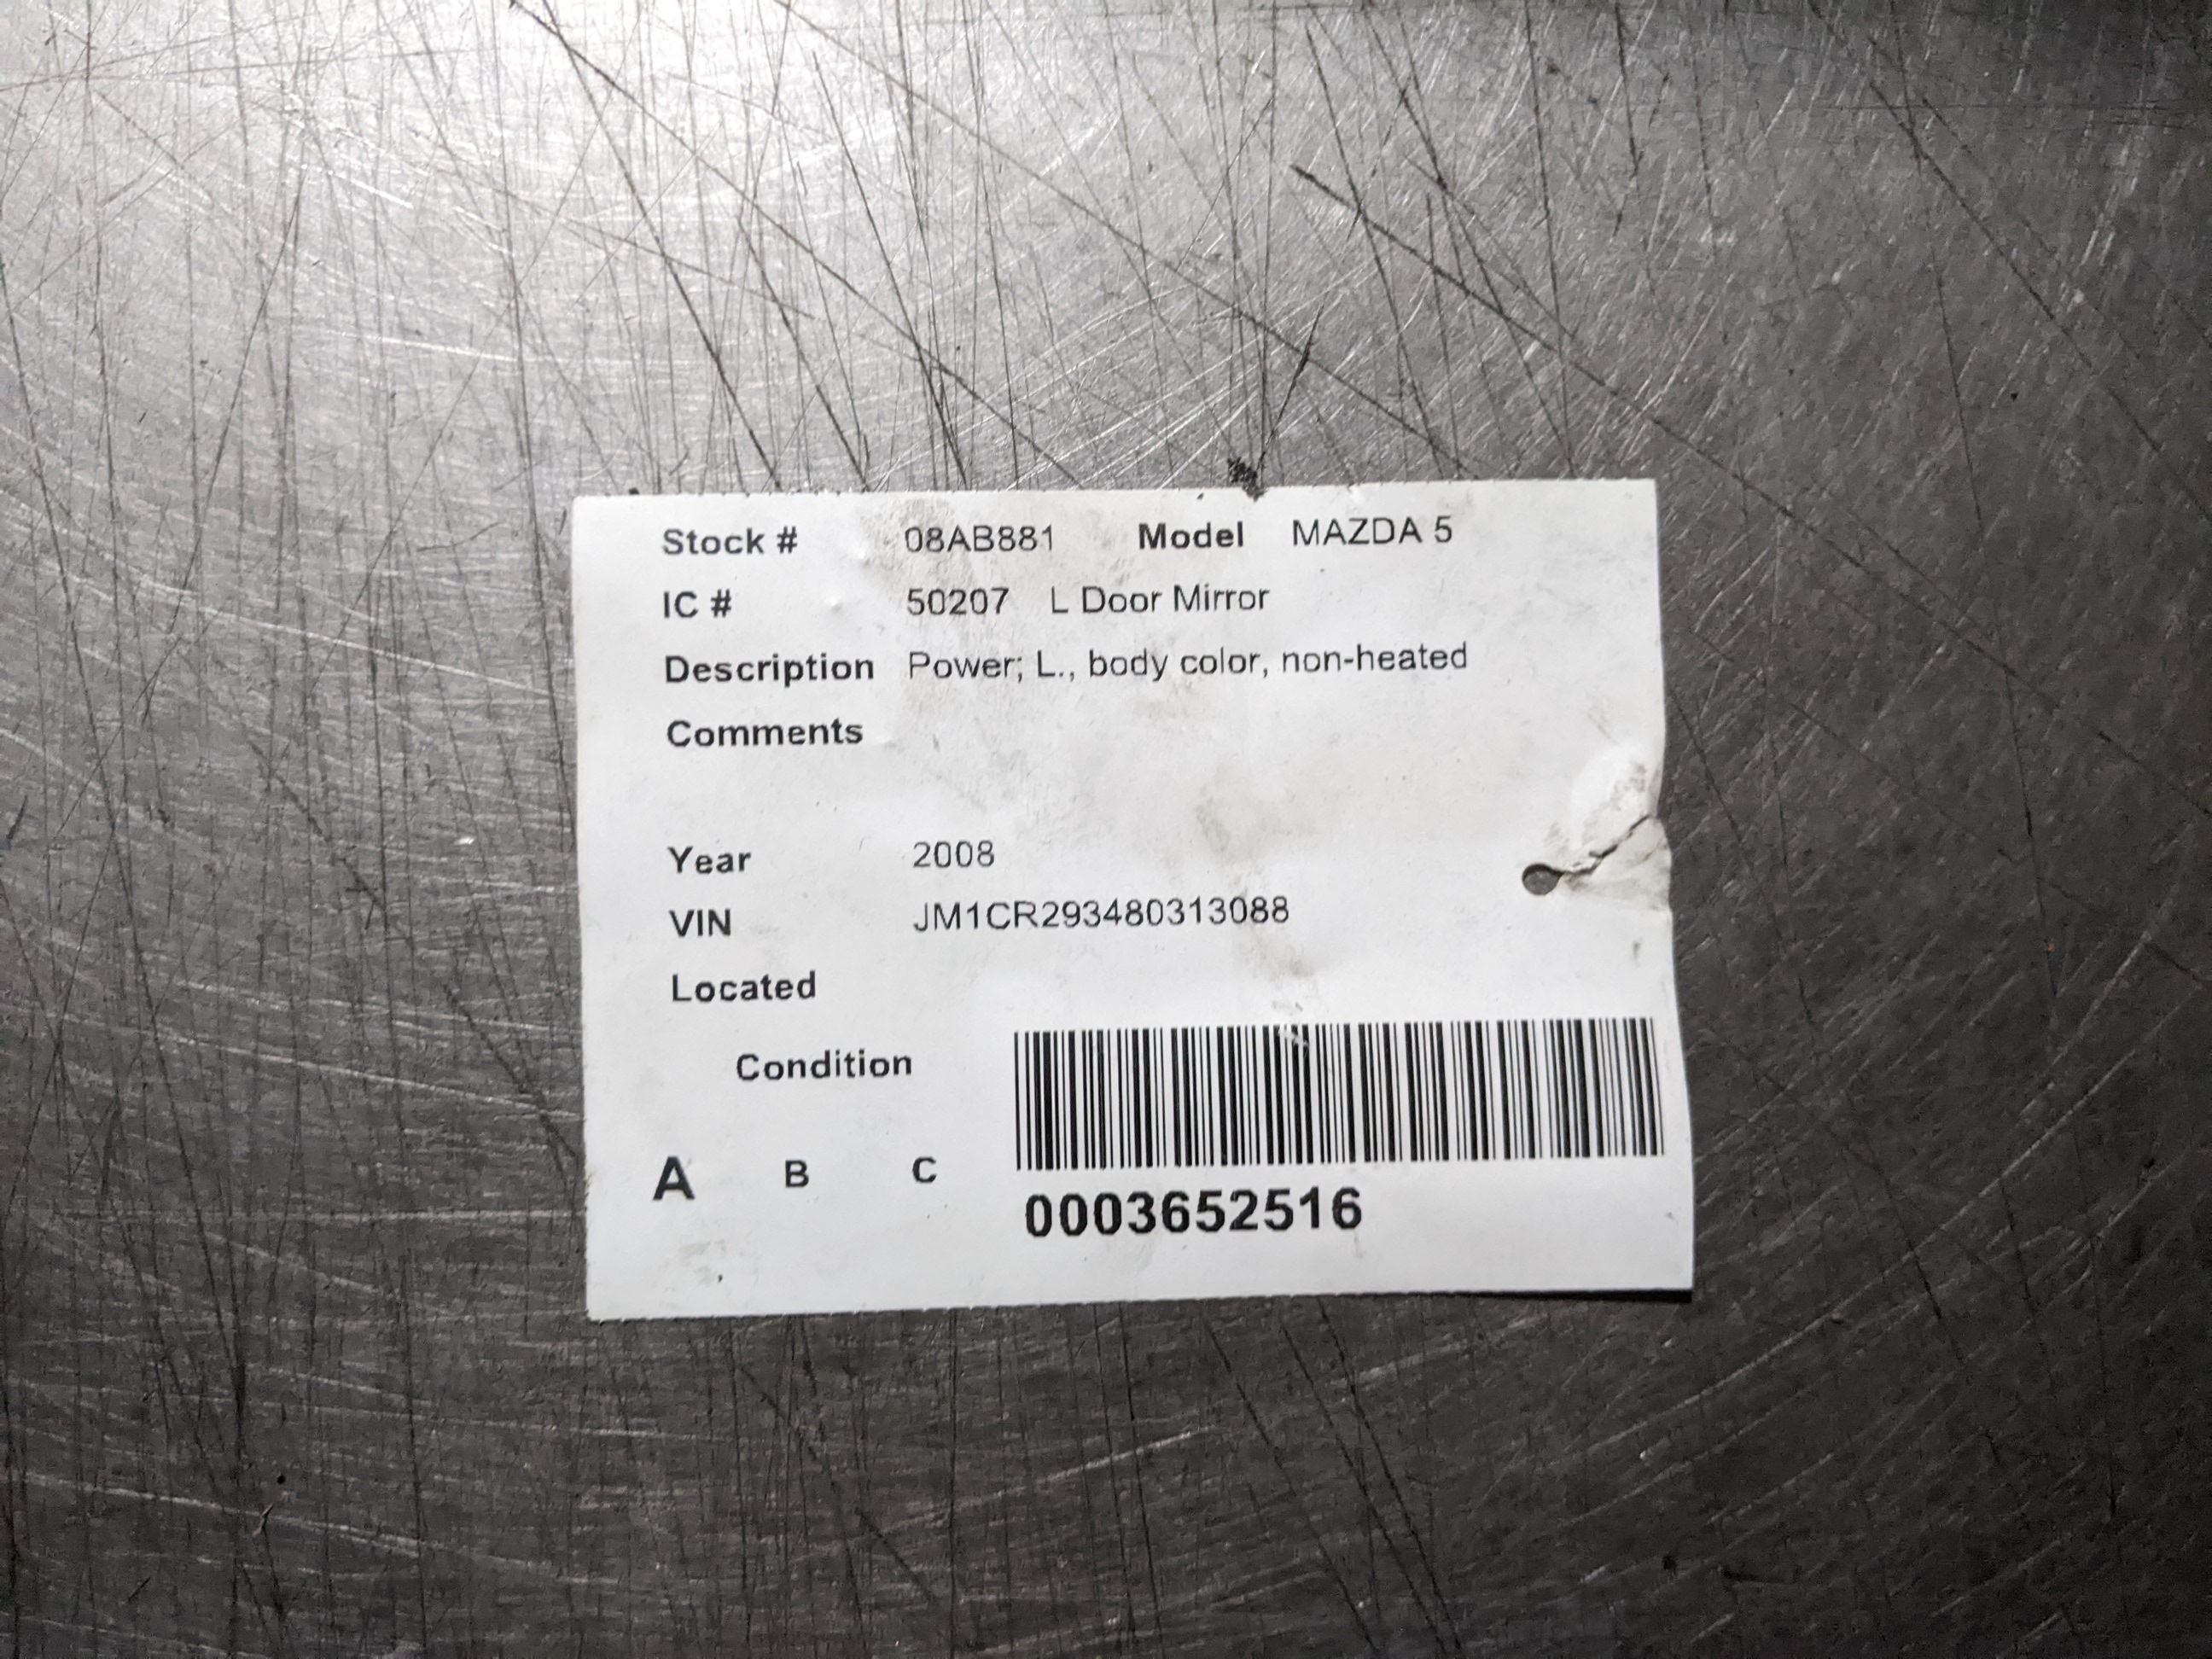 Stock # 08AB881 Model MAZDA 5
IC # 50207 L Door Mirror
Description Power; L., body color, non-heated
Comments
Year 2008
VIN JM1CR293480313088
Located
Condition
A B C
0003652516